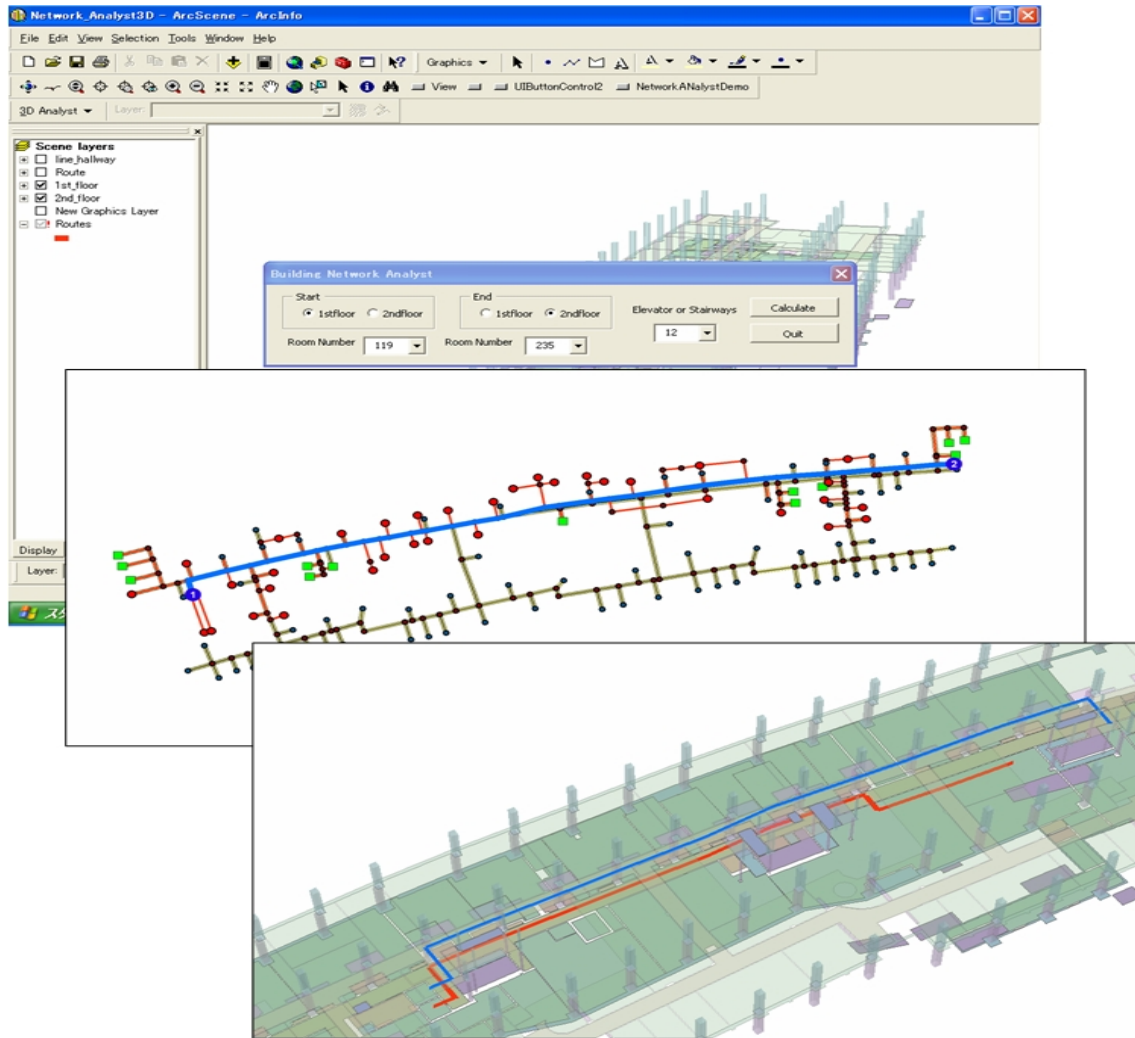 Network_Analyst3D - ArcScene - ArcInfo
File Edit View Selection Tools Window Help
Graphics
View UIButtonControl2 NetworkANalystDemo
3D Analyst Layer:
Scene layers
line_hallway
Route
1st_floor
2nd_floor
New Graphics Layer
Routes
Building Network Analyst
Start End
1stfloor 2ndfloor 1stfloor 2ndfloor Elevator or Stairways Calculate
Room Number 119 Room Number 235 12 Quit
Display
Layer:
2
1